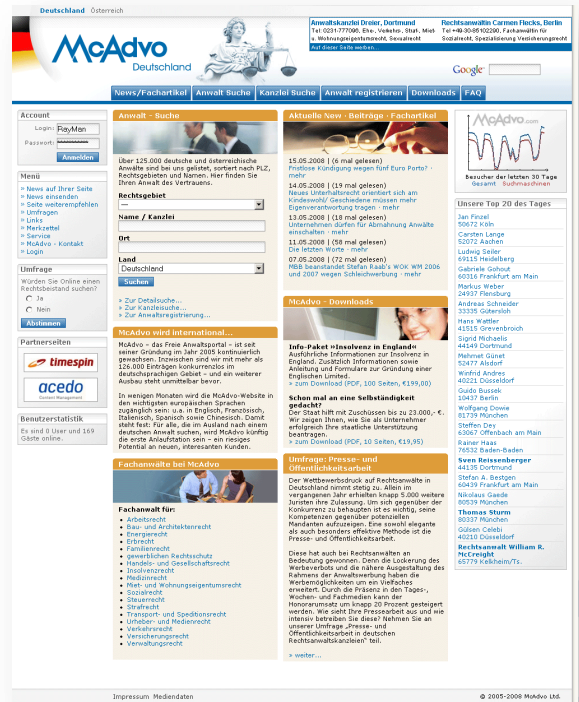 Deutschland Österreich
McAdvo
Deutschland
Anwaltskanzlei Dreier, Dortmund
Tel: 0231-777096, Ehe-, Verkehrs-, Straf-, Miet-
u. Wohnungseigentumsrecht, Sexualrecht
Auf dieser Seite werben...
Rechtsanwältin Carmen Flecks, Berlin
Tel +49-30-85102290, Fachanwältin für
Sozialrecht, Spezialisierung Versicherungsrecht
Google
News/Fachartikel Anwalt Suche Kanzlei Suche Anwalt registrieren Downloads FAQ
Account
Login: RayMan
Passwort:
Anmelden
Menü
» News auf Ihrer Seite
» News einsenden
» Seite weiterempfehlen
» Umfragen
» Links
» Merkzettel
» Service
» McAdvo - Kontakt
» Login
Umfrage
Würden Sie Online einen
Rechtsbeistand suchen?
Ja
Nein
Abstimmen
Partnerseiten
timespin
acedo
Content Management
Benutzerstatistik
Es sind 0 User und 169
Gäste online.
Anwalt - Suche
Über 125.000 deutsche und österreichische
Anwälte sind bei uns gelistet, sortiert nach PLZ,
Rechtsgebieten und Namen. Hier finden Sie
Ihren Anwalt des Vertrauens.
Rechtsgebiet
---
Name / Kanzlei
Ort
Land
Deutschland
Suchen
» Zur Detailsuche...
» Zur Kanzleisuche...
» Zur Anwaltsregistrierung...
McAdvo wird international...
McAdvo – das Freie Anwaltsportal – ist seit
seiner Gründung im Jahr 2005 kontinuierlich
gewachsen. Inzwischen sind wir mit mehr als
126.000 Einträgen konkurrenzlos im
deutschsprachigen Gebiet – und ein weiterer
Ausbau steht unmittelbar bevor.
In wenigen Monaten wird die McAdvo-Website in
den wichtigsten europäischen Sprachen
zugänglich sein: u.a. in Englisch, Französisch,
Italienisch, Spanisch sowie Chinesisch. Damit
steht fest: Für alle, die im Ausland nach einem
deutschen Anwalt suchen, wird McAdvo künftig
die erste Anlaufstation sein – ein riesiges
Potential an neuen, interesanten Kunden.
Fachanwälte bei McAdvo
Fachanwalt für:
Arbeitsrecht
Bau- und Architektenrecht
Energierecht
Erbrecht
Familienrecht
gewerblichen Rechtsschutz
Handels- und Gesellschaftsrecht
Insolvenzrecht
Medizinrecht
Miet- und Wohnungseigentumsrecht
Sozialrecht
Steuerrecht
Strafrecht
Transport- und Speditionsrecht
Urheber- und Medienrecht
Verkehrsrecht
Versicherungsrecht
Verwaltungsrecht
Aktuelle New - Beiträge - Fachartikel
15.05.2008 | (6 mal gelesen)
Fristlose Kündigung wegen fünf Euro Porto? -
mehr
14.05.2008 | (19 mal gelesen)
Neues Unterhaltsrecht orientiert sich am
Kindeswohl/ Geschiedene müssen mehr
Eigenverantwortung tragen - mehr
13.05.2008 | (18 mal gelesen)
Unternehmen dürfen für Abmahnung Anwälte
einschalten - mehr
11.05.2008 | (58 mal gelesen)
Die letzten Worte - mehr
07.05.2008 | (72 mal gelesen)
MBB beanstandet Stefan Raab's WOK WM 2006
und 2007 wegen Schleichwerbung - mehr
McAdvo - Downloads
Info-Paket »Insolvenz in England«
Ausführliche Informationen zur Insolvenz in
England. Zusätzlich Informationen sowie
Anleitung und Formulare zur Gründung einer
Englischen Limited.
» zum Download (PDF, 100 Seiten, €199,00)
Schon mal an eine Selbständigkeit
gedacht?
Der Staat hilft mit Zuschüssen bis zu 23.000,- €.
Wir zeigen Ihnen, wie Sie als Unternehmer
erfolgreich Ihre staatliche Unterstützung
beantragen.
» zum Download (PDF, 10 Seiten, €19,95)
Umfrage: Presse- und
Öffentlichkeitsarbeit
Der Wettbewerbsdruck auf Rechtsanwälte in
Deutschland nimmt stetig zu. Allein im
vergangenen Jahr erhielten knapp 5.000 weitere
Juristen ihre Zulassung. Um sich gegenüber der
Konkurrenz zu behaupten ist es wichtig, seine
Kompetenzen gegenüber potenziellen
Mandanten aufzuzeigen. Eine sowohl elegante
als auch besonders effektive Methode ist die
Presse- und Öffentlichkeitsarbeit.
Diese hat auch bei Rechtsanwälten an
Bedeutung gewonnen. Denn die Lockerung des
Werbeverbots und die nähere Ausgestaltung des
Rahmens der Anwaltswerbung haben die
Werbemöglichkeiten um ein Vielfaches
erweitert. Durch die Präsenz in den Tages-,
Wochen- und Fachmedien kann der
Honorarumsatz um knapp 20 Prozent gesteigert
werden. Wie sieht Ihre Pressearbeit aus und wie
intensiv betreiben Sie diese? Nehmen Sie an
unserer Umfrage „Presse- und
Öffentlichkeitsarbeit in deutschen
Rechtsanwaltskanzleien“ teil.
» weiter...
McAdvo.com
Besucher der letzten 30 Tage
Gesamt Suchmaschinen
Unsere Top 20 des Tages
Jan Finzel
50672 Köln
Carsten Lange
52072 Aachen
Ludwig Seiler
69115 Heidelberg
Gabriele Gohout
60316 Frankfurt am Main
Markus Weber
24937 Flensburg
Andreas Schneider
33335 Gütersloh
Hans Wattler
41515 Grevenbroich
Sigrid Michaelis
44149 Dortmund
Mehmet Günet
52477 Alsdorf
Winfrid Andres
40221 Düsseldorf
Guido Bussek
10437 Berlin
Wolfgang Dowie
81739 München
Steffen Dey
63067 Offenbach am Main
Rainer Haas
76532 Baden-Baden
Sven Reissenberger
44135 Dortmund
Stefan A. Bestgen
60439 Frankfurt am Main
Nikolaus Gaede
80539 München
Thomas Sturm
80337 München
Gülsen Celebi
40210 Düsseldorf
Rechtsanwalt William R.
McCreight
65779 Kelkheim/Ts.
Impressum Mediendaten
© 2005-2008 McAdvo Ltd.